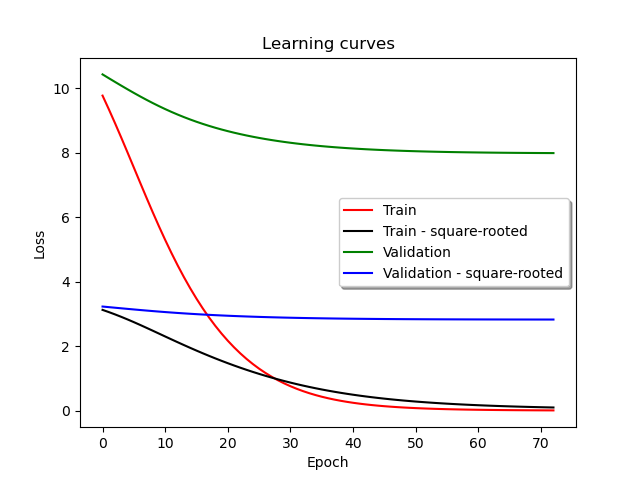 Learning curves
Loss
10
8
6
4
2
0
Train
Train - square-rooted
Validation
Validation - square-rooted
0 10 20 30 40 50 60 70
Epoch